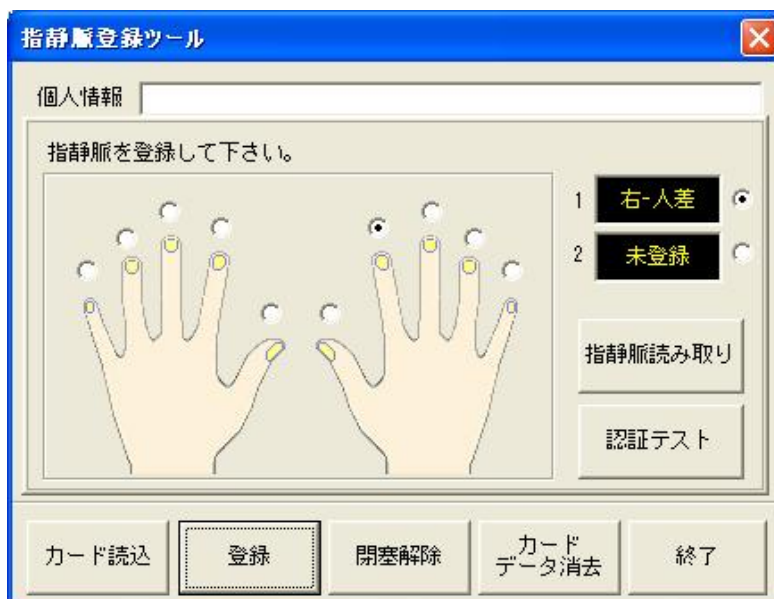 指静脈登録ツール
個人情報
指静脈を登録して下さい。
1 右-人差
2 未登録
指静脈読み取り
認証テスト
カード読込
登録
閉塞解除
カード
データ消去
終了